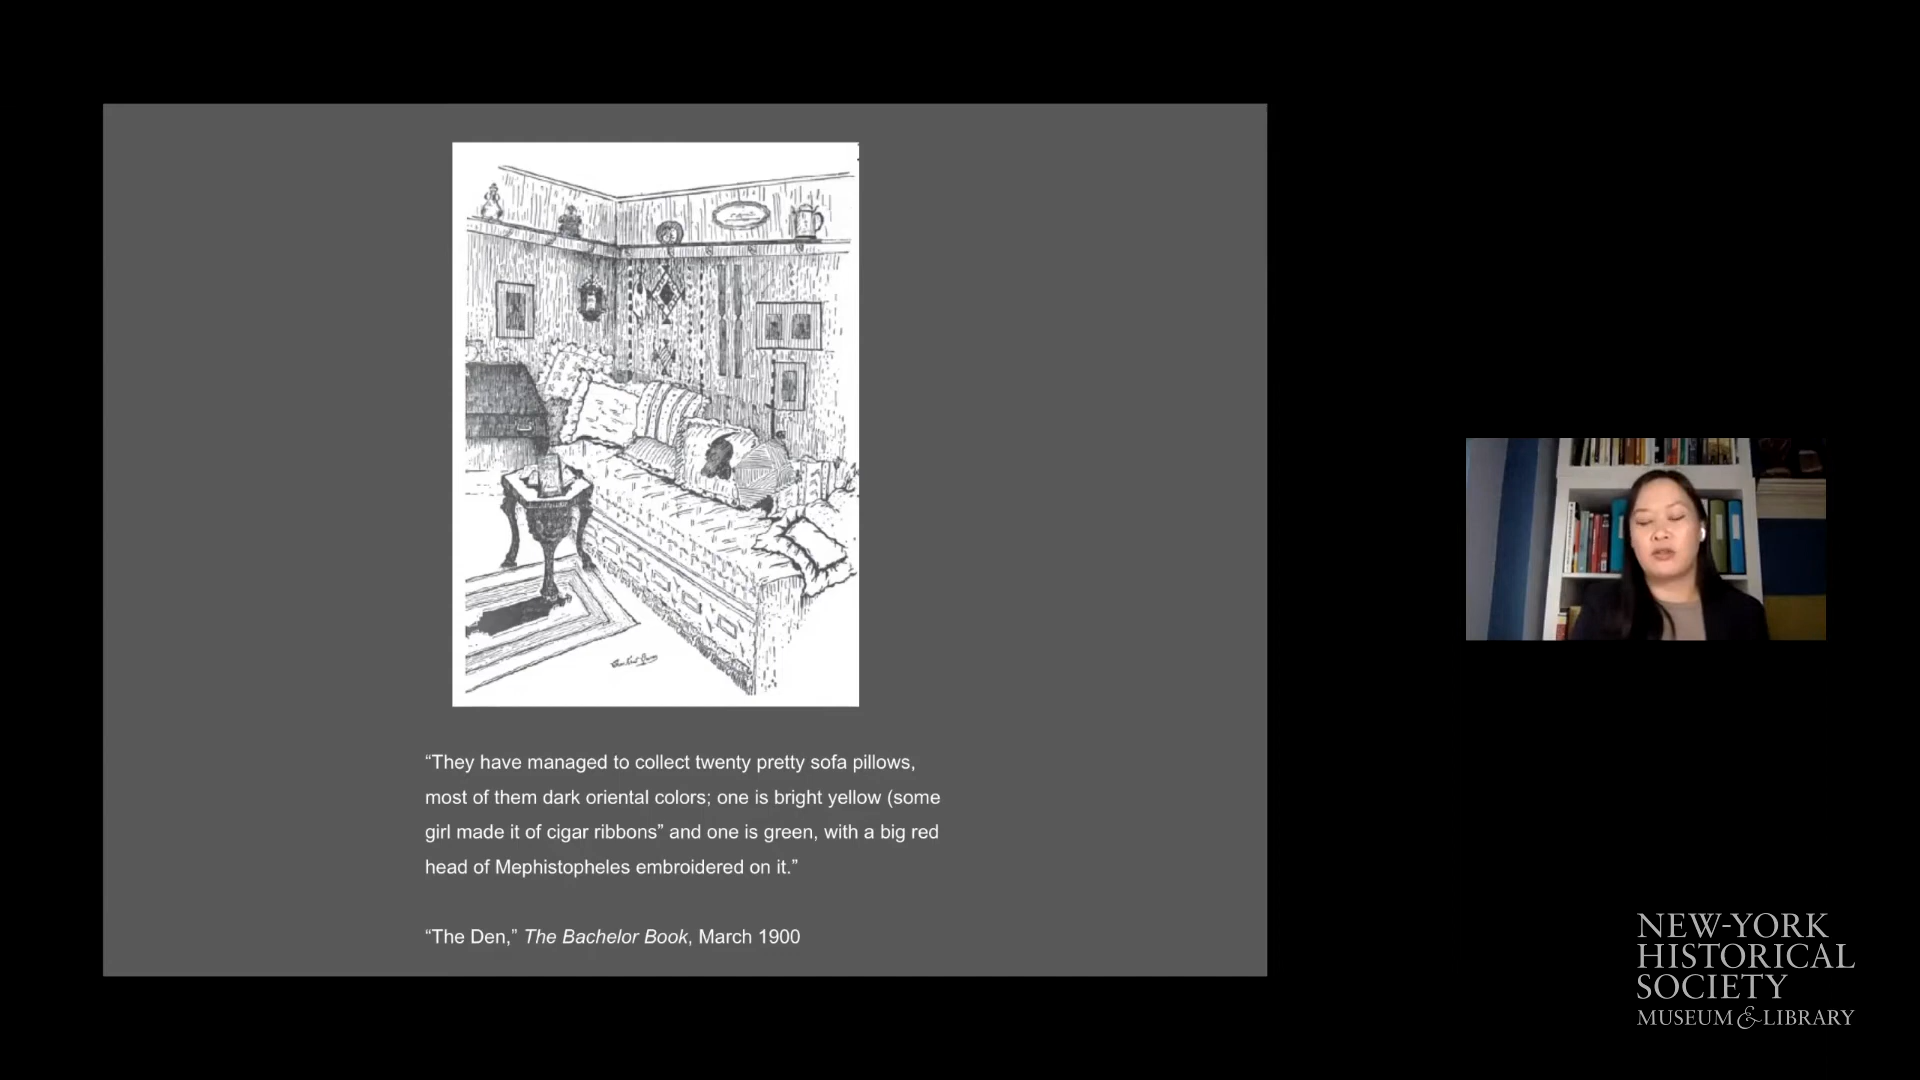 “They have managed to collect twenty pretty sofa pillows,
most of them dark oriental colors; one is bright yellow (some
girl made it of cigar ribbons” and one is green, with a big red
head of Mephistopheles embroidered on it.”
“The Den,” The Bachelor Book, March 1900
NEW-YORK
HISTORICAL
SOCIETY
MUSEUM & LIBRARY